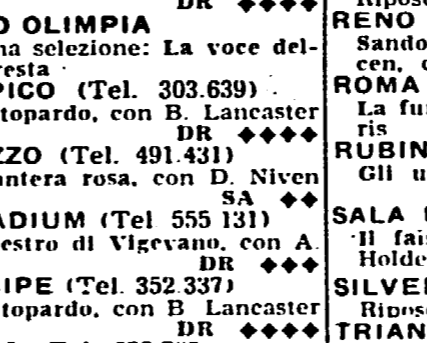 DR ◆◆◆◆
O OLIMPIA
na selezione: La voce del-
resta
PICO (Tel. 303.639)
topardo, con B. Lancaster
DR ◆◆◆◆
ZZO (Tel. 491.431)
antera rosa, con D. Niven
SA ◆◆
ADIUM (Tel 555 131)
estro di Vigevano, con A.
DR ◆◆◆
IPE (Tel. 352.337)
topardo, con B Lancaster
DR ◆◆◆◆
RENO
Sando
cen, c
ROMA
La fu
ris
RUBIN
Gli u
SALA
Il fai
Holde
SILVE
Riposo
TRIAN